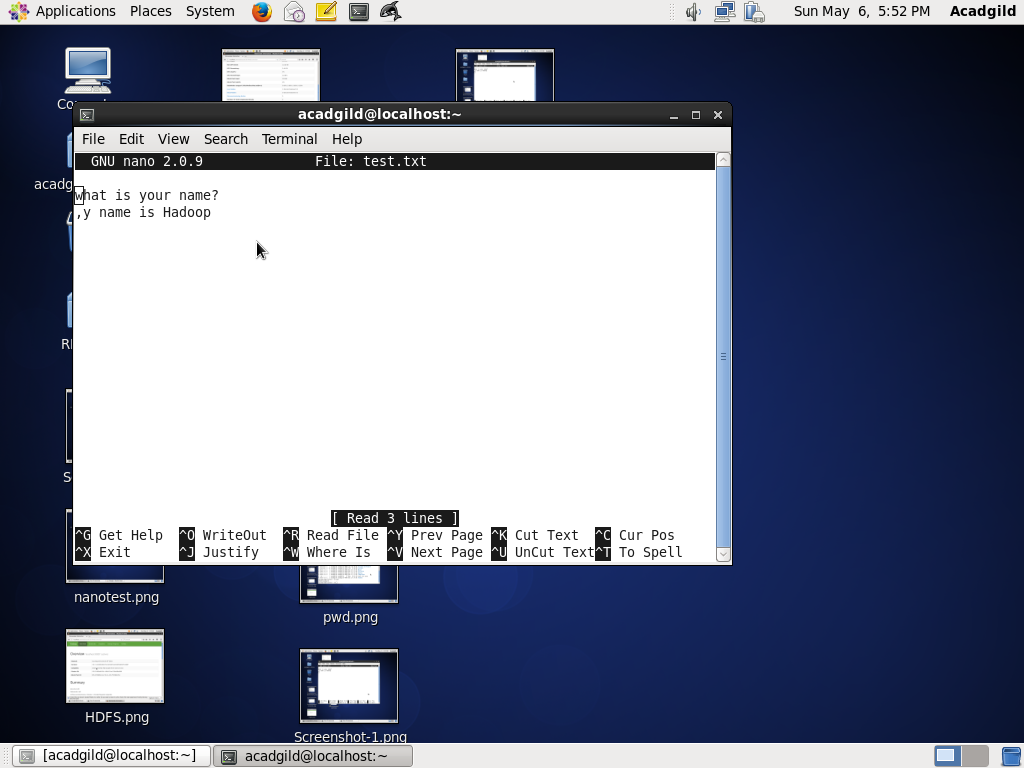 Applications Places System Sun May 6, 5:52 PM Acadgild
acadgild@localhost:~
File Edit View Search Terminal Help
GNU nano 2.0.9 File: test.txt
what is your name?
,y name is Hadoop
[ Read 3 lines ]
^G Get Help ^O WriteOut ^R Read File ^Y Prev Page ^K Cut Text ^C Cur Pos
^X Exit ^J Justify ^W Where Is ^V Next Page ^U UnCut Text ^T To Spell
nanotest.png
pwd.png
HDFS.png
Screenshot-1.png
[acadgild@localhost:~] acadgild@localhost:~